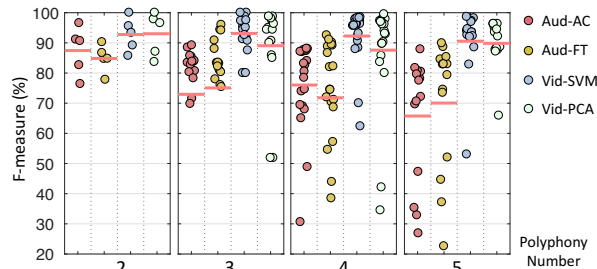 F-measure (%)
100
90
80
70
60
50
40
30
20
2
3
4
5
Polyphony
Number
Aud-AC
Aud-FT
Vid-SVM
Vid-PCA